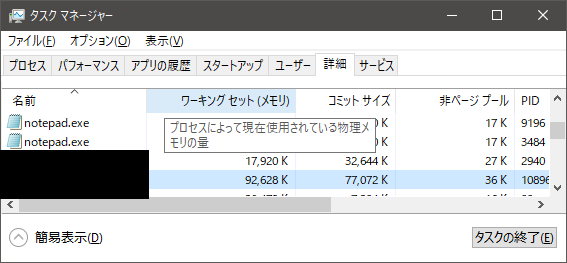 タスク マネージャー
ファイル(F) オプション(O) 表示(V)
プロセス パフォーマンス アプリの履歴 スタートアップ ユーザー 詳細 サービス
名前 ワーキング セット (メモリ) コミット サイズ 非ページ プール PID
notepad.exe 17 K 9196
プロセスによって現在使用されている物理メ
モリの量
notepad.exe 17 K 3484
17,920 K 32,644 K 27 K 2940
92,628 K 77,072 K 36 K 10896
簡易表示(D) タスクの終了(E)